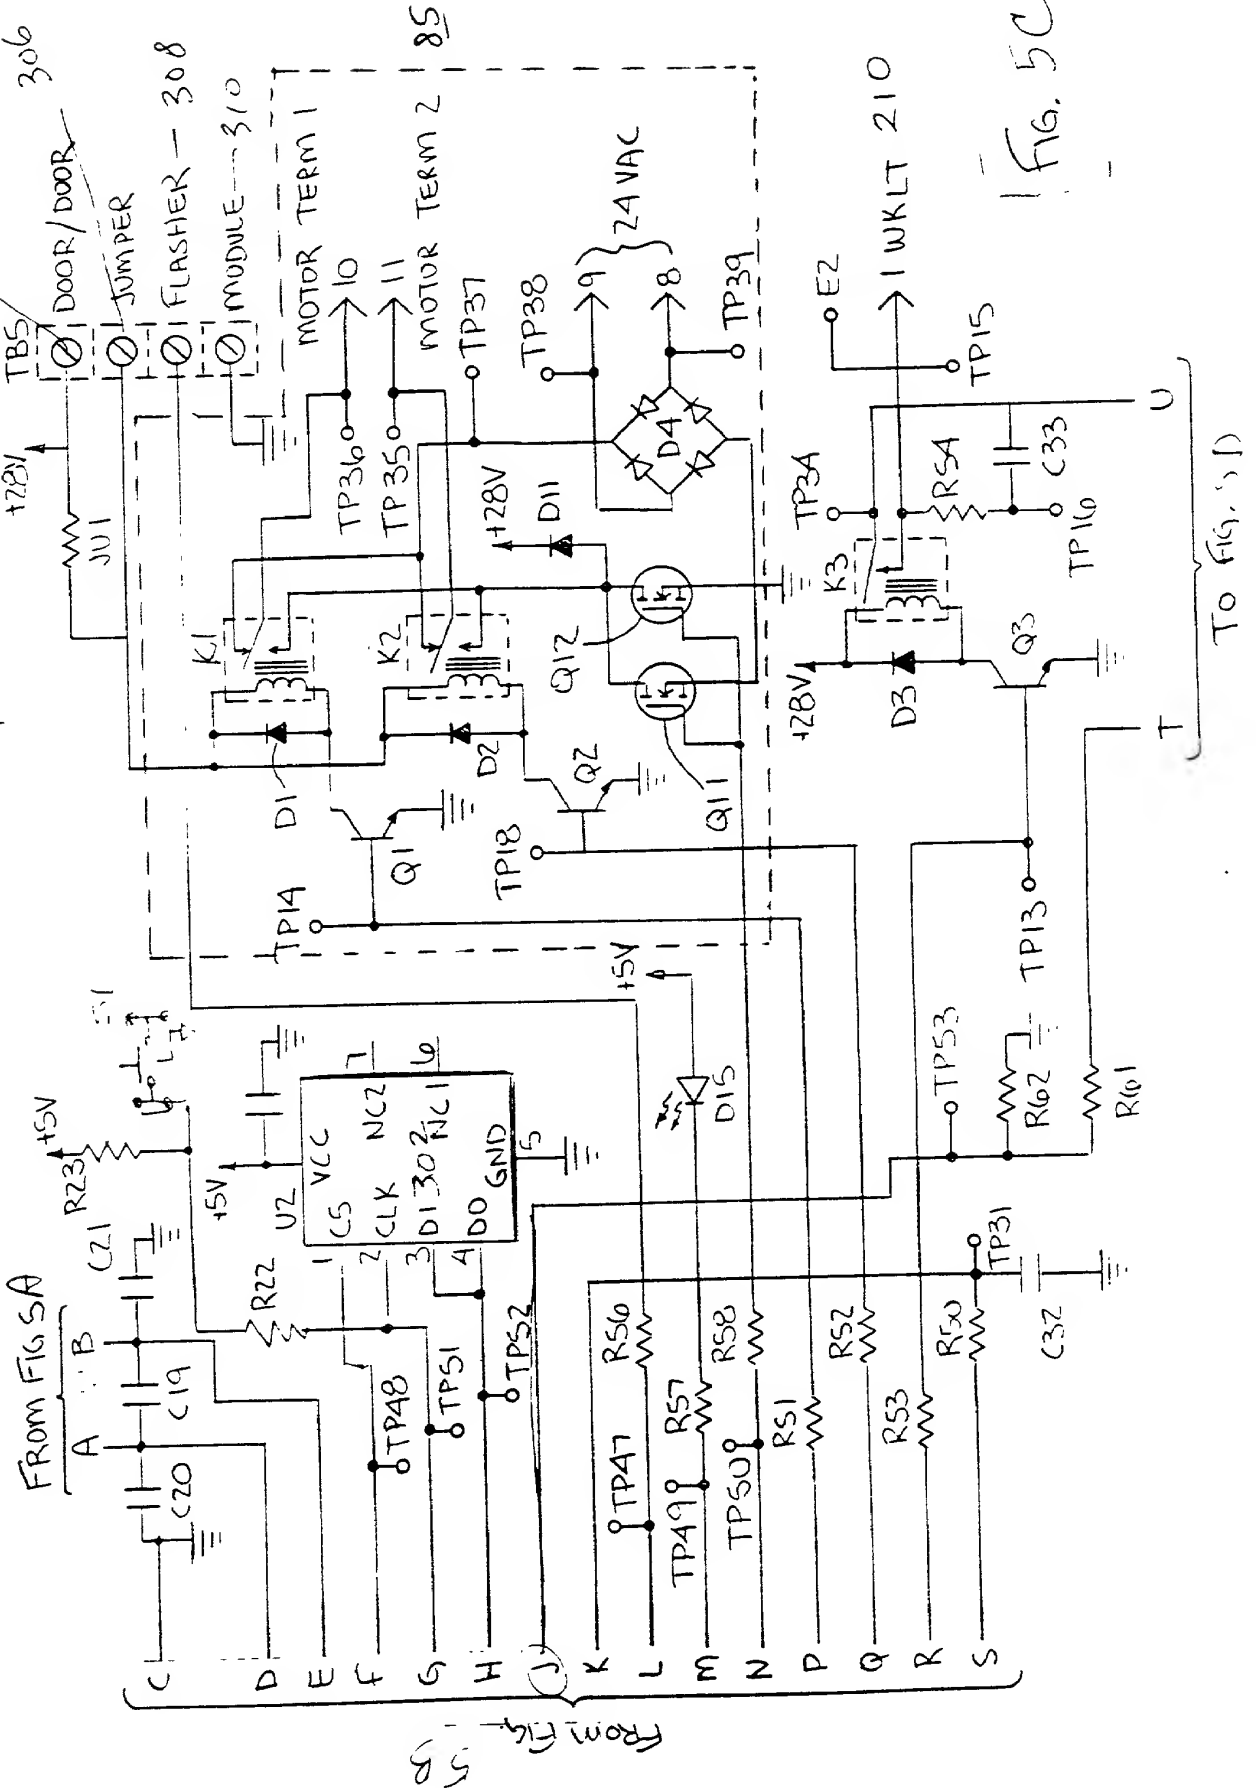 306
TB5
DOOR/DOOR
JUMPER
FLASHER — 308
MODULE — 310
+28V
JU1
85
MOTOR TERM 1
10
11
MOTOR TERM 2
TP36
TP35
TP37
TP38
9
24 VAC
8
TP39
D4
+28V
D11
K1
K2
Q12
Q11
D1
D2
Q1
Q2
TP14
TP18
E2
TP15
1 WKLT 210
FIG. 5C
TP34
K3
R54
C33
TP16
+28V
D3
Q3
U
T
TO FIG.
TP13
FROM FIG 5A
A
B
C20
C19
C21
R23
+5V
R22
+5V
U2
VCC
1 CS
2 CLK
3 DI
4 DO
302
NC2 7
NC1 6
GND
5
TP48
TP51
TP52
+5V
D15
R56
R57
R58
TP47
TP49
TP50
R51
R52
R53
R50
TP31
C32
TP53
R62
R61
C
D
E
F
G
H
J
K
L
M
N
P
Q
R
S
FROM FIG.
5B